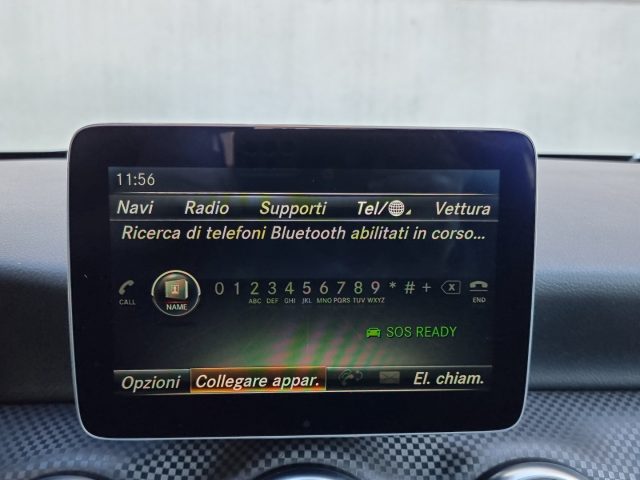 11:56
Navi Radio Supporti Tel/ Vettura
Ricerca di telefoni Bluetooth abilitati in corso...
0 1 2 3 4 5 6 7 8 9 * # +
CALL NAME ABC DEF GHI JKL MNO PQRS TUV WXYZ END
SOS READY
Opzioni Collegare appar. El. chiam.